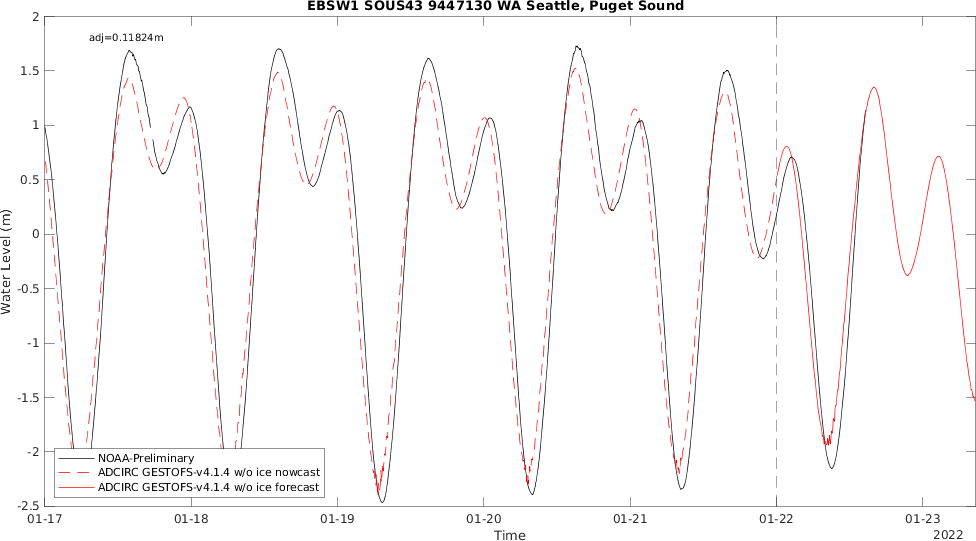 EBSW1 SOUS43 9447130 WA Seattle, Puget Sound
adj=0.11824m
2
1.5
1
0.5
0
-0.5
-1
-1.5
-2
-2.5
Water Level (m)
NOAA-Preliminary
ADCIRC GESTOFS-v4.1.4 w/o ice nowcast
ADCIRC GESTOFS-v4.1.4 w/o ice forecast
01-17 01-18 01-19 01-20 01-21 01-22 01-23
Time
2022